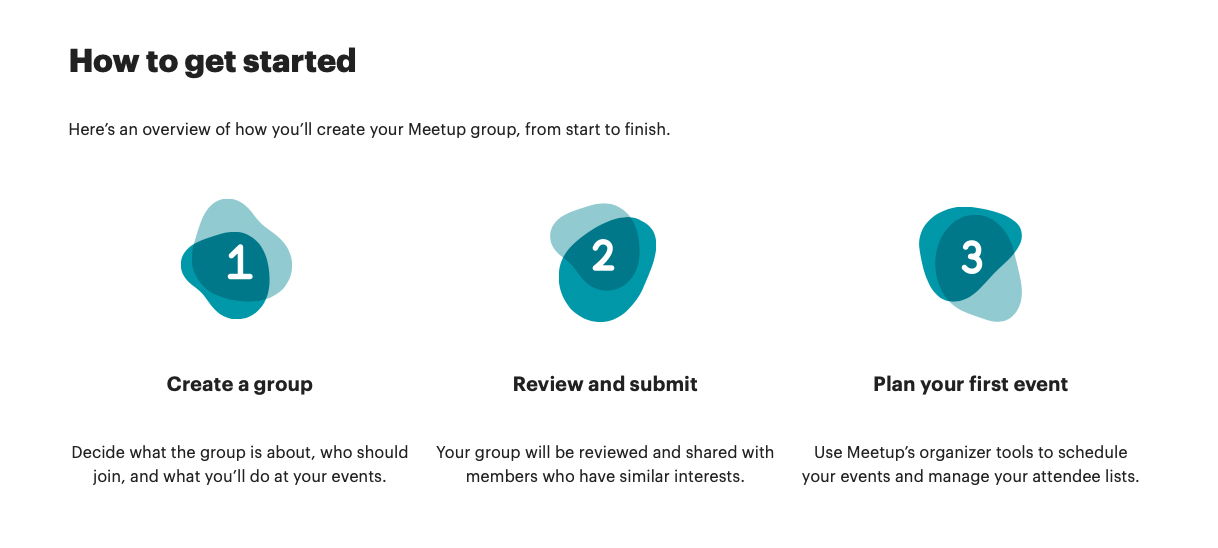 How to get started
Here’s an overview of how you’ll create your Meetup group, from start to finish.
1
2
3
Create a group
Review and submit
Plan your first event
Decide what the group is about, who should
join, and what you’ll do at your events.
Your group will be reviewed and shared with
members who have similar interests.
Use Meetup’s organizer tools to schedule
your events and manage your attendee lists.